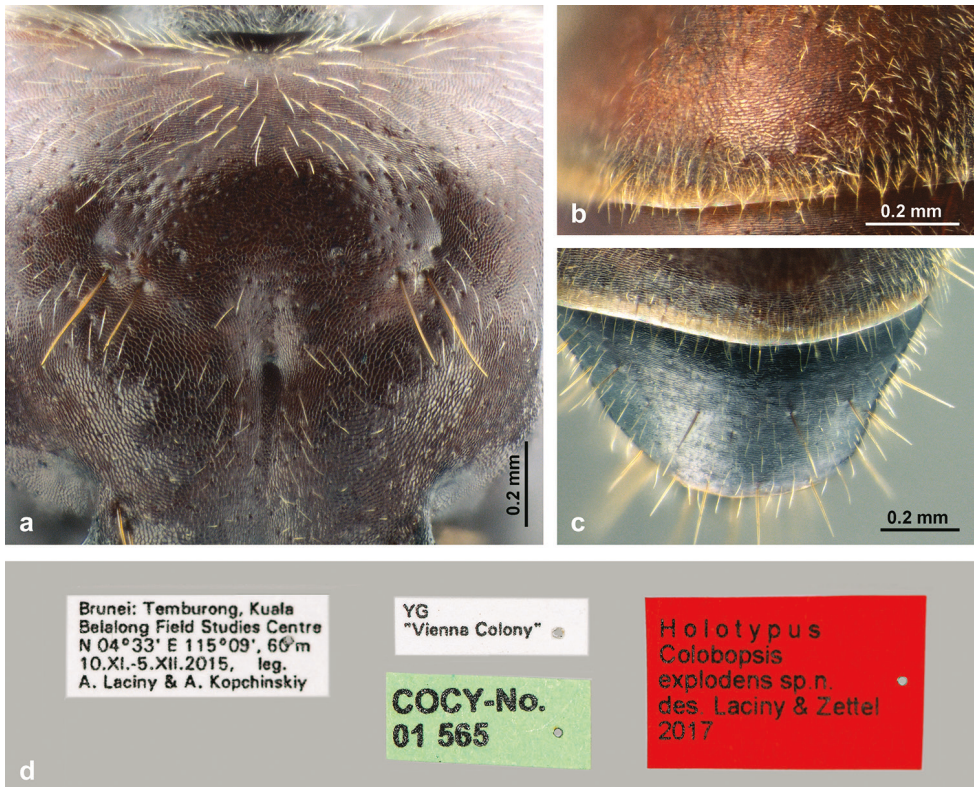 a
0.2 mm
b
0.2 mm
c
0.2 mm
Brunei: Temburong, Kuala
Belalong Field Studies Centre
N 04°33' E 115°09', 60 m
10.XI.-5.XII.2015, leg.
A. Laciny & A. Kopchinskiy
YG
"Vienna Colony"
COCY-No.
01 565
Holotypus
Colobopsis
explodens sp.n.
des. Laciny & Zettel
2017
d